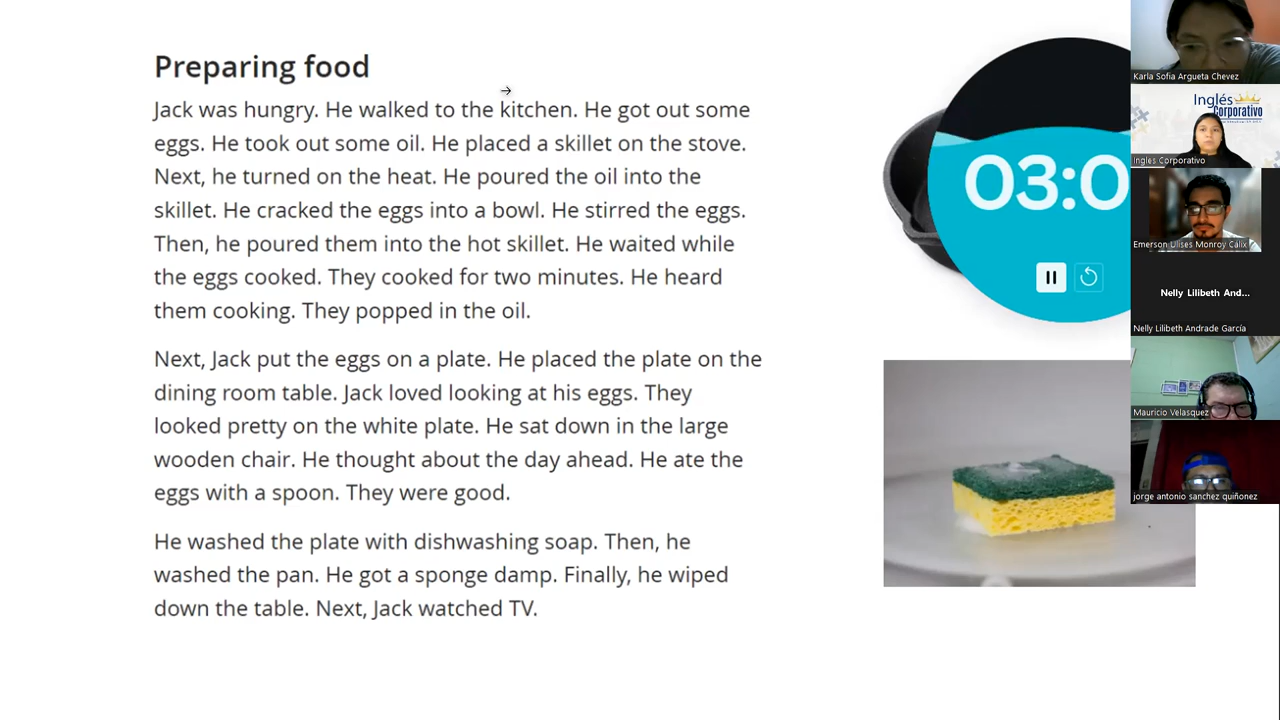 Preparing food
Jack was hungry. He walked to the kitchen. He got out some
eggs. He took out some oil. He placed a skillet on the stove.
Next, he turned on the heat. He poured the oil into the
skillet. He cracked the eggs into a bowl. He stirred the eggs.
Then, he poured them into the hot skillet. He waited while
the eggs cooked. They cooked for two minutes. He heard
them cooking. They popped in the oil.
Next, Jack put the eggs on a plate. He placed the plate on the
dining room table. Jack loved looking at his eggs. They
looked pretty on the white plate. He sat down in the large
wooden chair. He thought about the day ahead. He ate the
eggs with a spoon. They were good.
He washed the plate with dishwashing soap. Then, he
washed the pan. He got a sponge damp. Finally, he wiped
down the table. Next, Jack watched TV.
03:0
Karla Sofia Argueta Chevez
Inglés
Corporativo
Ingles Corporativo
Emerson Ulises Monroy Cálix
Nelly Lilibeth And...
Nelly Lilibeth Andrade García
Mauricio Velasquez
jorge antonio sanchez quiñonez